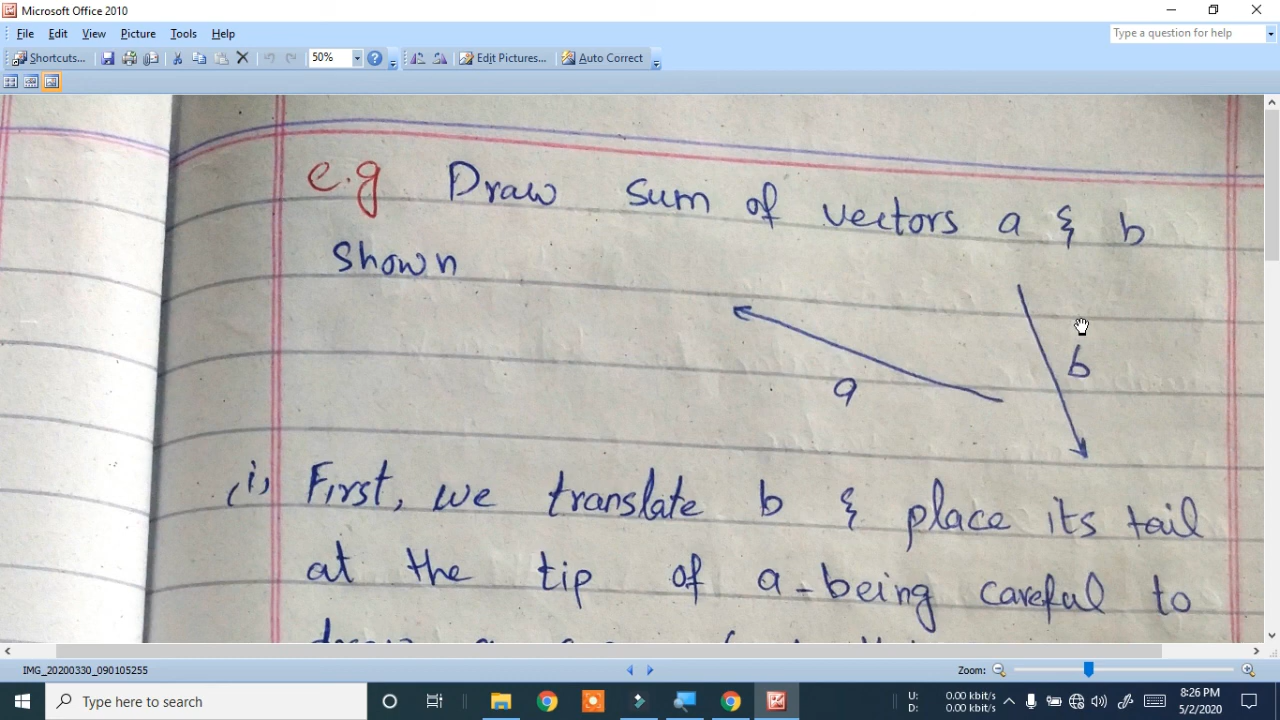 Microsoft Office 2010
File Edit View Picture Tools Help
Type a question for help
Shortcuts... 50% Edit Pictures... Auto Correct
e.g Draw sum of vectors a & b
shown
a
b
(i) First, we translate b & place its tail
at the tip of a - being careful to
IMG_20200330_090105255
Zoom:
Type here to search
U: 0.00 kbit/s
D: 0.00 kbit/s
8:26 PM
5/2/2020